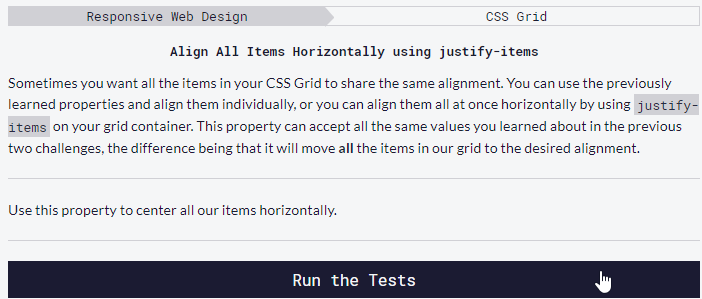 Responsive Web Design
CSS Grid
Align All Items Horizontally using justify-items
Sometimes you want all the items in your CSS Grid to share the same alignment. You can use the previously
learned properties and align them individually, or you can align them all at once horizontally by using justify-
items on your grid container. This property can accept all the same values you learned about in the previous
two challenges, the difference being that it will move all the items in our grid to the desired alignment.
Use this property to center all our items horizontally.
Run the Tests